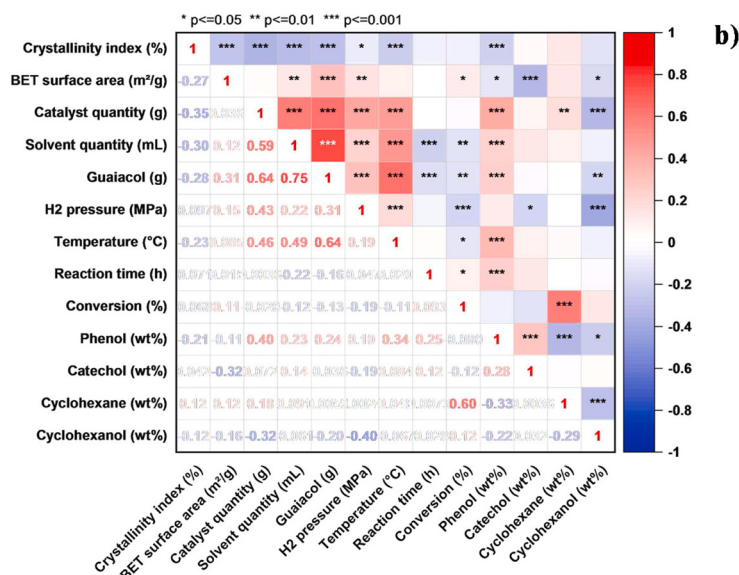 * p<=0.05 ** p<=0.01 *** p<=0.001
b)
Crystallinity index (%) 1 *** *** *** *** * *** ***
BET surface area (m²/g) -0.27 1 ** *** ** * * *** *
Catalyst quantity (g) -0.35 1 *** *** *** *** *** ** ***
Solvent quantity (mL) -0.30 0.12 0.59 1 *** *** *** *** ** ***
Guaiacol (g) -0.28 0.31 0.64 0.75 1 *** *** *** ** *** **
H2 pressure (MPa) 0.15 0.43 0.22 0.31 1 *** *** * ***
Temperature (°C) -0.23 0.46 0.49 0.64 0.19 1 * ***
Reaction time (h) -0.22 -0.16 1 * ***
Conversion (%) 0.11 -0.12 -0.13 -0.19 -0.11 1 ***
Phenol (wt%) -0.21 -0.11 0.40 0.23 0.24 0.10 0.34 0.25 1 *** *** *
Catechol (wt%) -0.32 0.14 -0.19 0.12 -0.12 0.28 1
Cyclohexane (wt%) 0.12 0.12 0.18 0.60 -0.33 1 ***
Cyclohexanol (wt%) -0.12 -0.16 -0.32 -0.20 -0.40 0.12 -0.22 -0.29 1
Crystallinity index (%)
BET surface area (m²/g)
Catalyst quantity (g)
Solvent quantity (mL)
Guaiacol (g)
H2 pressure (MPa)
Temperature (°C)
Reaction time (h)
Conversion (%)
Phenol (wt%)
Catechol (wt%)
Cyclohexane (wt%)
Cyclohexanol (wt%)
1
0.8
0.6
0.4
0.2
0
-0.2
-0.4
-0.6
-0.8
-1